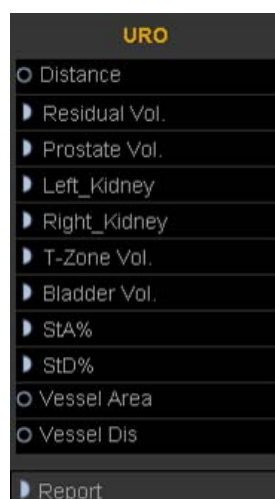 URO
Distance
Residual Vol.
Prostate Vol.
Left_Kidney
Right_Kidney
T-Zone Vol.
Bladder Vol.
StA%
StD%
Vessel Area
Vessel Dis
Report